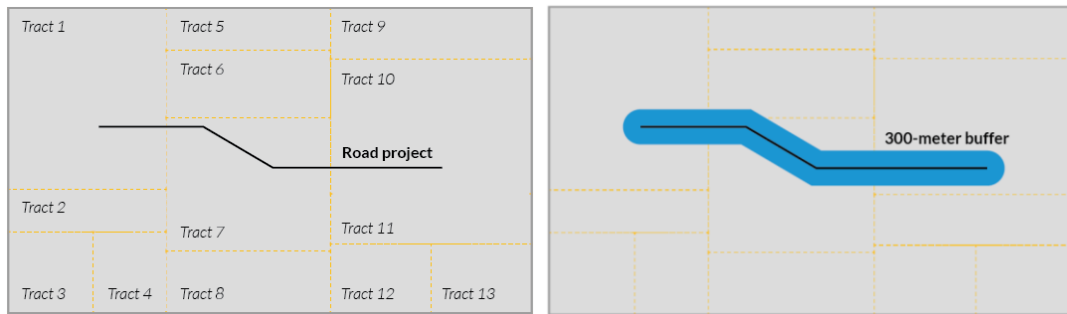 Tract 1
Tract 5
Tract 9
Tract 6
Tract 10
Road project
Tract 2
Tract 7
Tract 11
Tract 3
Tract 4
Tract 8
Tract 12
Tract 13
300-meter buffer